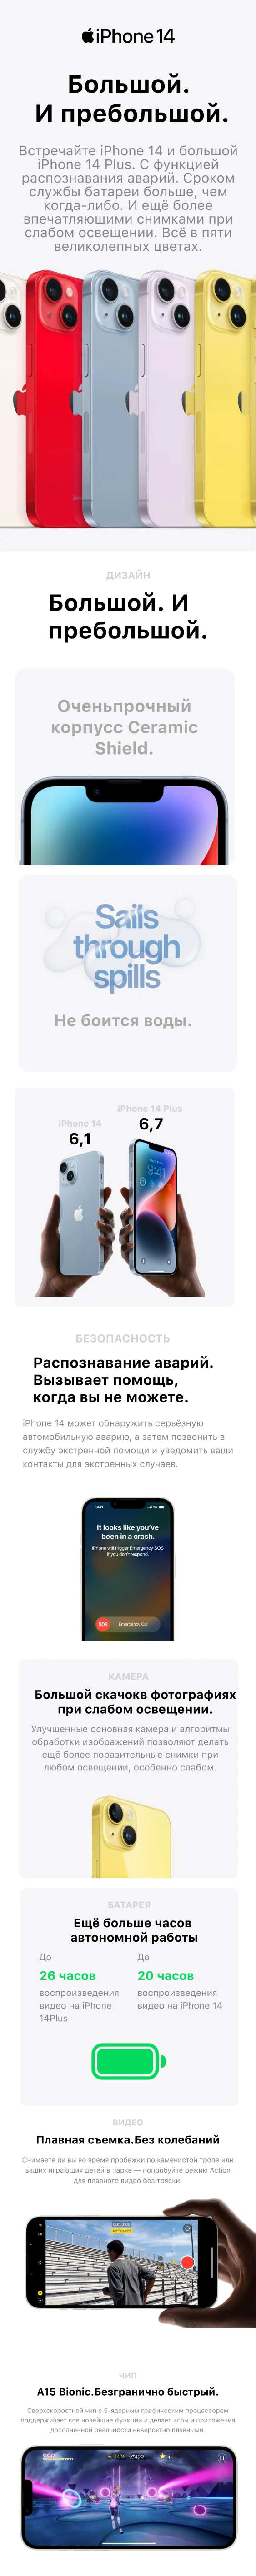 iPhone 14
Большой.
И пребольшой.
Встречайте iPhone 14 и большой
iPhone 14 Plus. С функцией
распознавания аварий. Сроком
службы батареи больше, чем
когда-либо. И ещё более
впечатляющими снимками при
слабом освещении. Всё в пяти
великолепных цветах.
ДИЗАЙН
Большой. И
пребольшой.
Оченьпрочный
корпусс Ceramic
Shield.
Sails
through
spills
Не боится воды.
iPhone 14 Plus
6,7
iPhone 14
6,1
9:41
БЕЗОПАСНОСТЬ
Распознавание аварий.
Вызывает помощь,
когда вы не можете.
iPhone 14 может обнаружить серьёзную
автомобильную аварию, а затем позвонить в
службу экстренной помощи и уведомить ваши
контакты для экстренных случаев.
9:41
It looks like you've
been in a crash.
iPhone will trigger Emergency SOS
if you don't respond.
SOS Emergency Call
КАМЕРА
Большой скачокв фотографиях
при слабом освещении.
Улучшенные основная камера и алгоритмы
обработки изображений позволяют делать
ещё более поразительные снимки при
любом освещении, особенно слабом.
БАТАРЕЯ
Ещё больше часов
автономной работы
До
26 часов
воспроизведения
видео на iPhone
14Plus
До
20 часов
воспроизведения
видео на iPhone 14
ВИДЕО
Плавная съемка.Без колебаний
Снимаете ли вы во время пробежки по каменистой тропе или
ваших играющих детей в парке — попробуйте режим Action
для плавного видео без тряски.
ЧИП
A15 Bionic.Безгранично быстрый.
Сверхскоростной чип с 5-ядерным графическим процессором
поддерживает все новейшие функции и делает игры и приложения
дополненной реальности невероятно плавными.